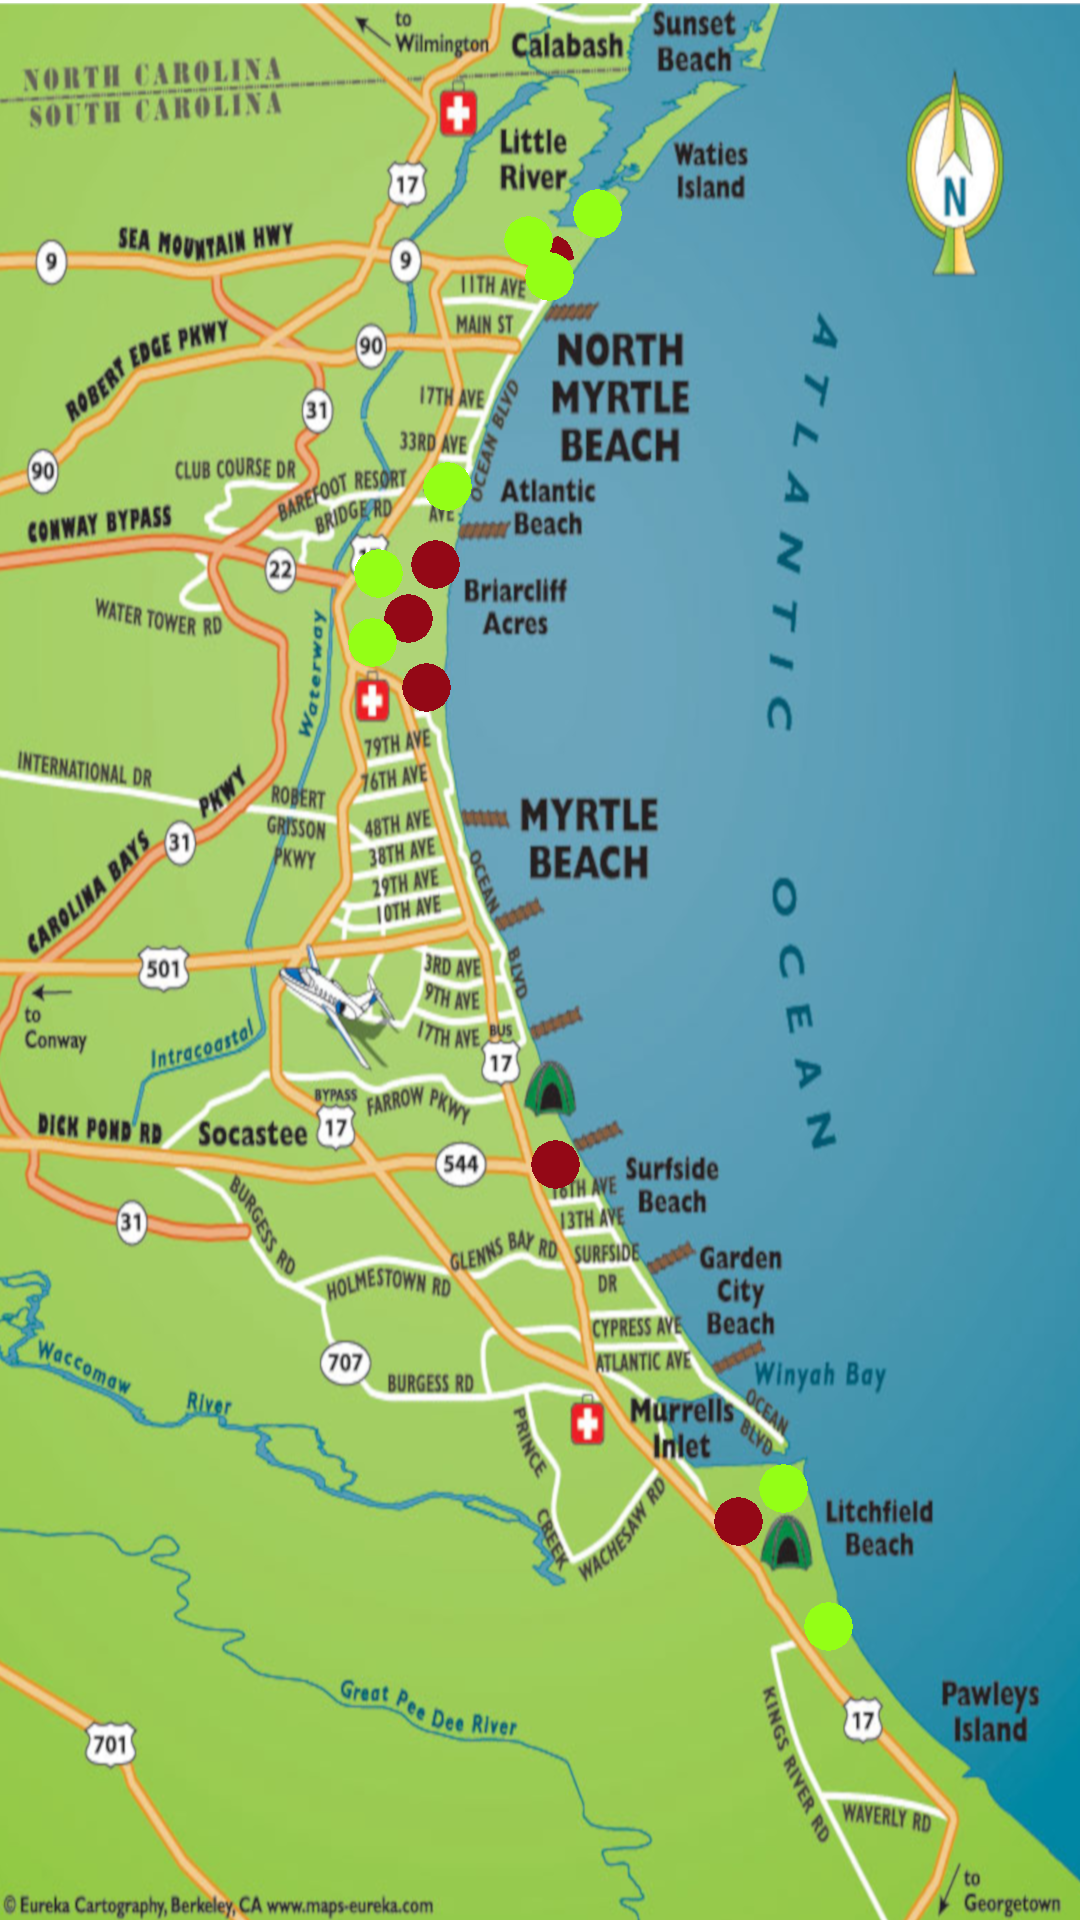 to
Wilmington
Calabash
Sunset
Beach
NORTH CAROLINA
SOUTH CAROLINA
Little
River
Waties
Island
17
N
SEA MOUNTAIN HWY
9
9
11TH AVE
MAIN ST
ROBERT EDGE PKWY
90
NORTH
MYRTLE
BEACH
ATLANTIC OCEAN
31
17TH AVE
OCEAN BLVD
33RD AVE
90
CLUB COURSE DR
BAREFOOT RESORT
BRIDGE RD
AVE
Atlantic
Beach
CONWAY BYPASS
22
Briarcliff
Acres
WATER TOWER RD
Waterway
79TH AVE
76TH AVE
INTERNATIONAL DR
ROBERT
GRISSON
PKWY
48TH AVE
38TH AVE
29TH AVE
10TH AVE
MYRTLE
BEACH
OCEAN BLVD
CAROLINA BAYS PKWY
31
501
3RD AVE
9TH AVE
17TH AVE
BUS
17
to
Conway
Intracoastal
BYPASS
17
FARROW PKWY
DICK POND RD
Socastee
544
Surfside
Beach
16TH AVE
13TH AVE
31
BURGESS RD
GLENNS BAY RD
SURFSIDE
DR
HOLMESTOWN RD
Garden
City
Beach
CYPRESS AVE
ATLANTIC AVE
707
BURGESS RD
Winyah Bay
OCEAN
BLVD
Waccomaw
River
Murrells
Inlet
PRINCE
CREEK
WACHESAW RD
Litchfield
Beach
Great Pee Dee River
701
KINGS RIVER RD
17
Pawleys
Island
WAVERLY RD
to
Georgetown
© Eureka Cartography, Berkeley, CA www.maps-eureka.com